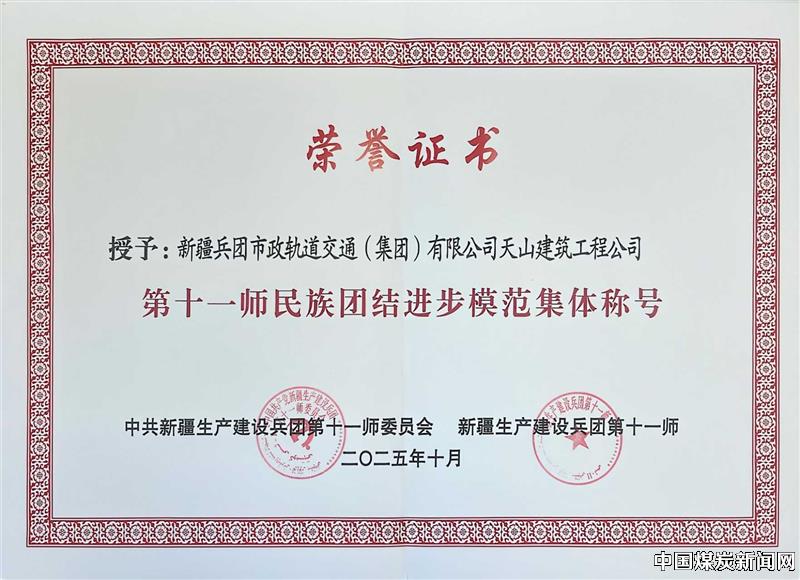 荣誉证书
授予：新疆兵团市政轨道交通（集团）有限公司天山建筑工程公司
第十一师民族团结进步模范集体称号
中共新疆生产建设兵团第十一师委员会 新疆生产建设兵团第十一师
二〇二五年十月
中国煤炭新闻网